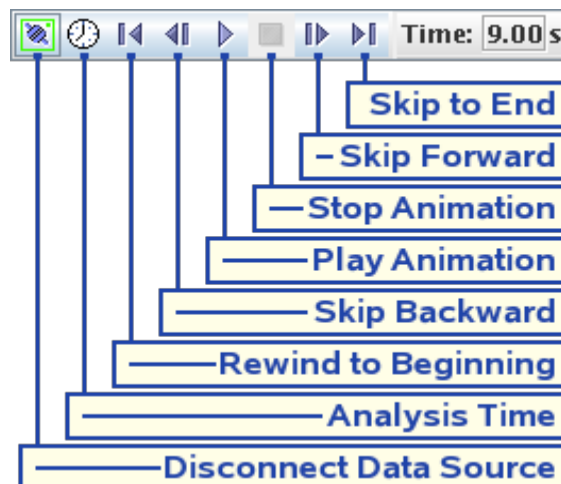 Time: 9.00 s
Skip to End
Skip Forward
Stop Animation
Play Animation
Skip Backward
Rewind to Beginning
Analysis Time
Disconnect Data Source